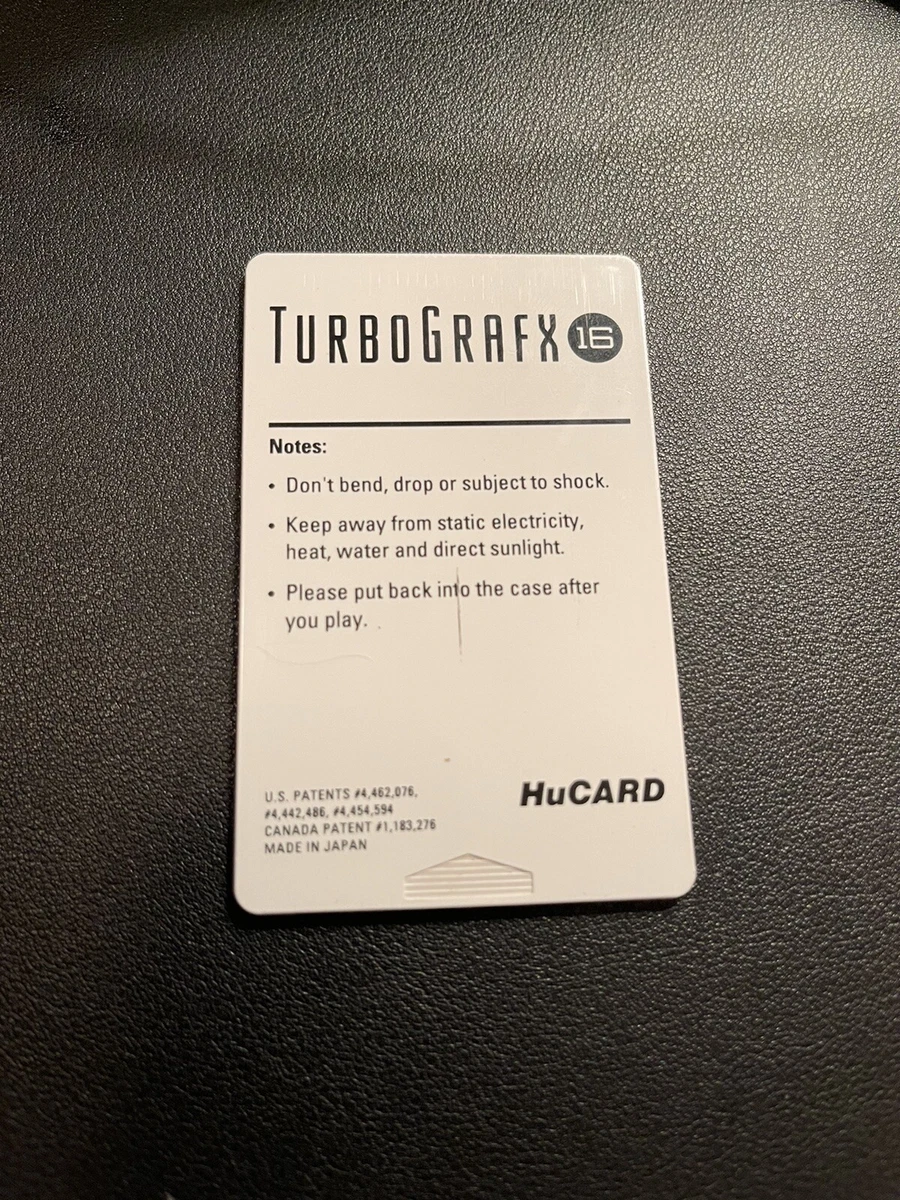 TURBOGRAFX 16
Notes:
• Don't bend, drop or subject to shock.
• Keep away from static electricity,
heat, water and direct sunlight.
• Please put back into the case after
you play.
U.S. PATENTS #4,462,076,
#4,442,486, #4,454,594
CANADA PATENT #1,183,276
MADE IN JAPAN
HuCARD